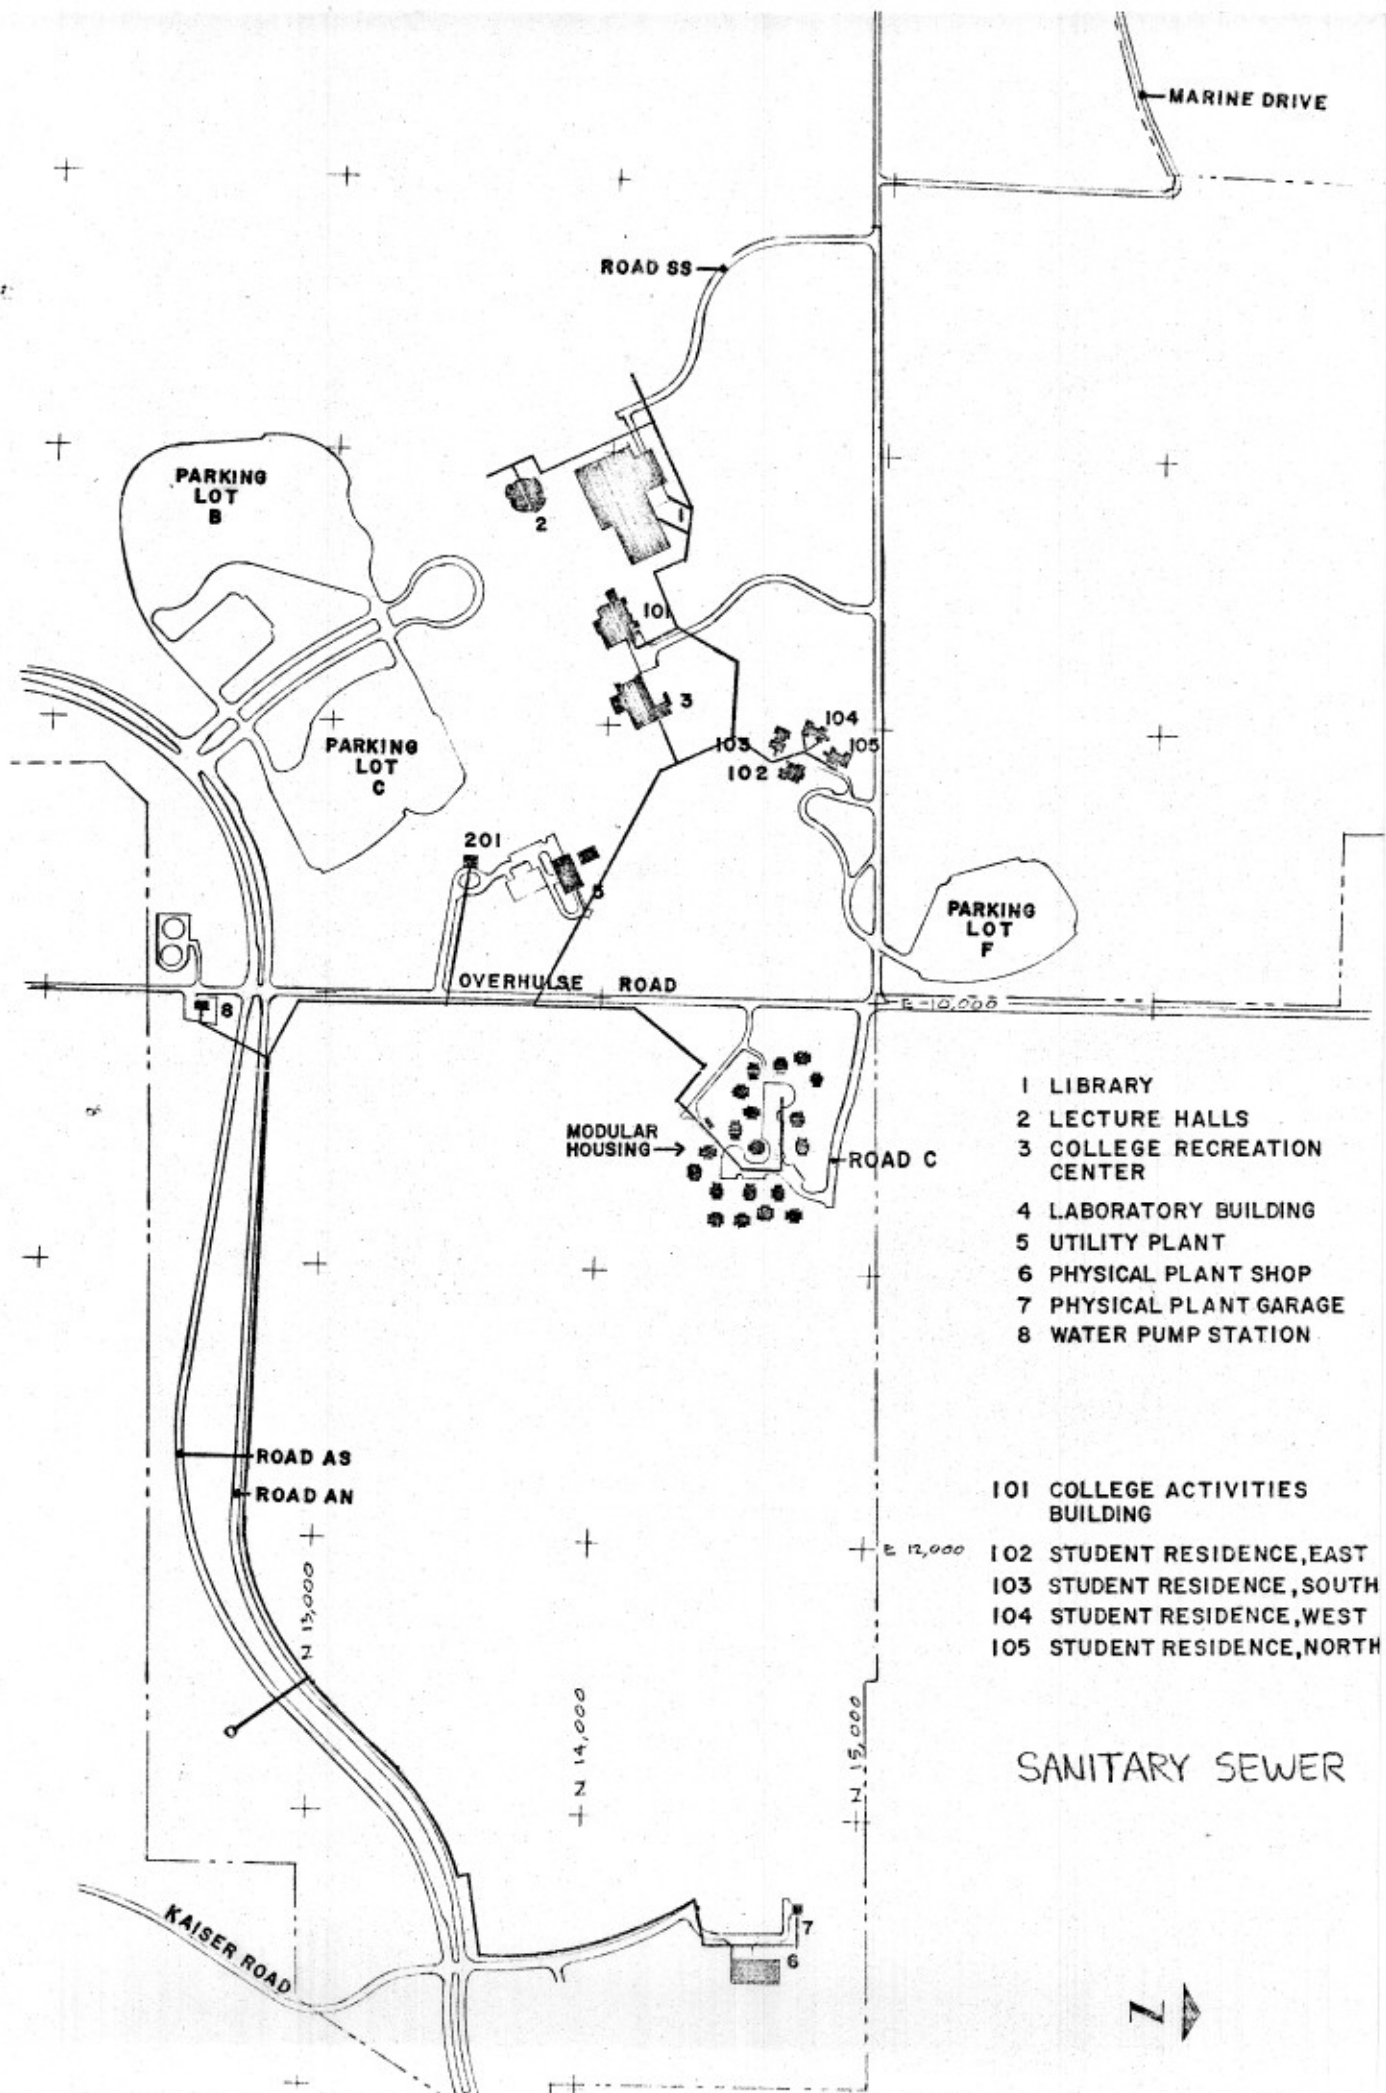 MARINE DRIVE
ROAD SS
PARKING
LOT
B
2
1
101
3
PARKING
LOT
C
103
104
105
102
201
5
PARKING
LOT
F
OVERHULSE ROAD
E 10,000
8
MODULAR
HOUSING
ROAD C
1 LIBRARY
2 LECTURE HALLS
3 COLLEGE RECREATION
CENTER
4 LABORATORY BUILDING
5 UTILITY PLANT
6 PHYSICAL PLANT SHOP
7 PHYSICAL PLANT GARAGE
8 WATER PUMP STATION
ROAD AS
ROAD AN
101 COLLEGE ACTIVITIES
BUILDING
E 12,000
102 STUDENT RESIDENCE, EAST
103 STUDENT RESIDENCE, SOUTH
104 STUDENT RESIDENCE, WEST
105 STUDENT RESIDENCE, NORTH
N 13,000
N 14,000
N 15,000
SANITARY SEWER
KAISER ROAD
7
6
N